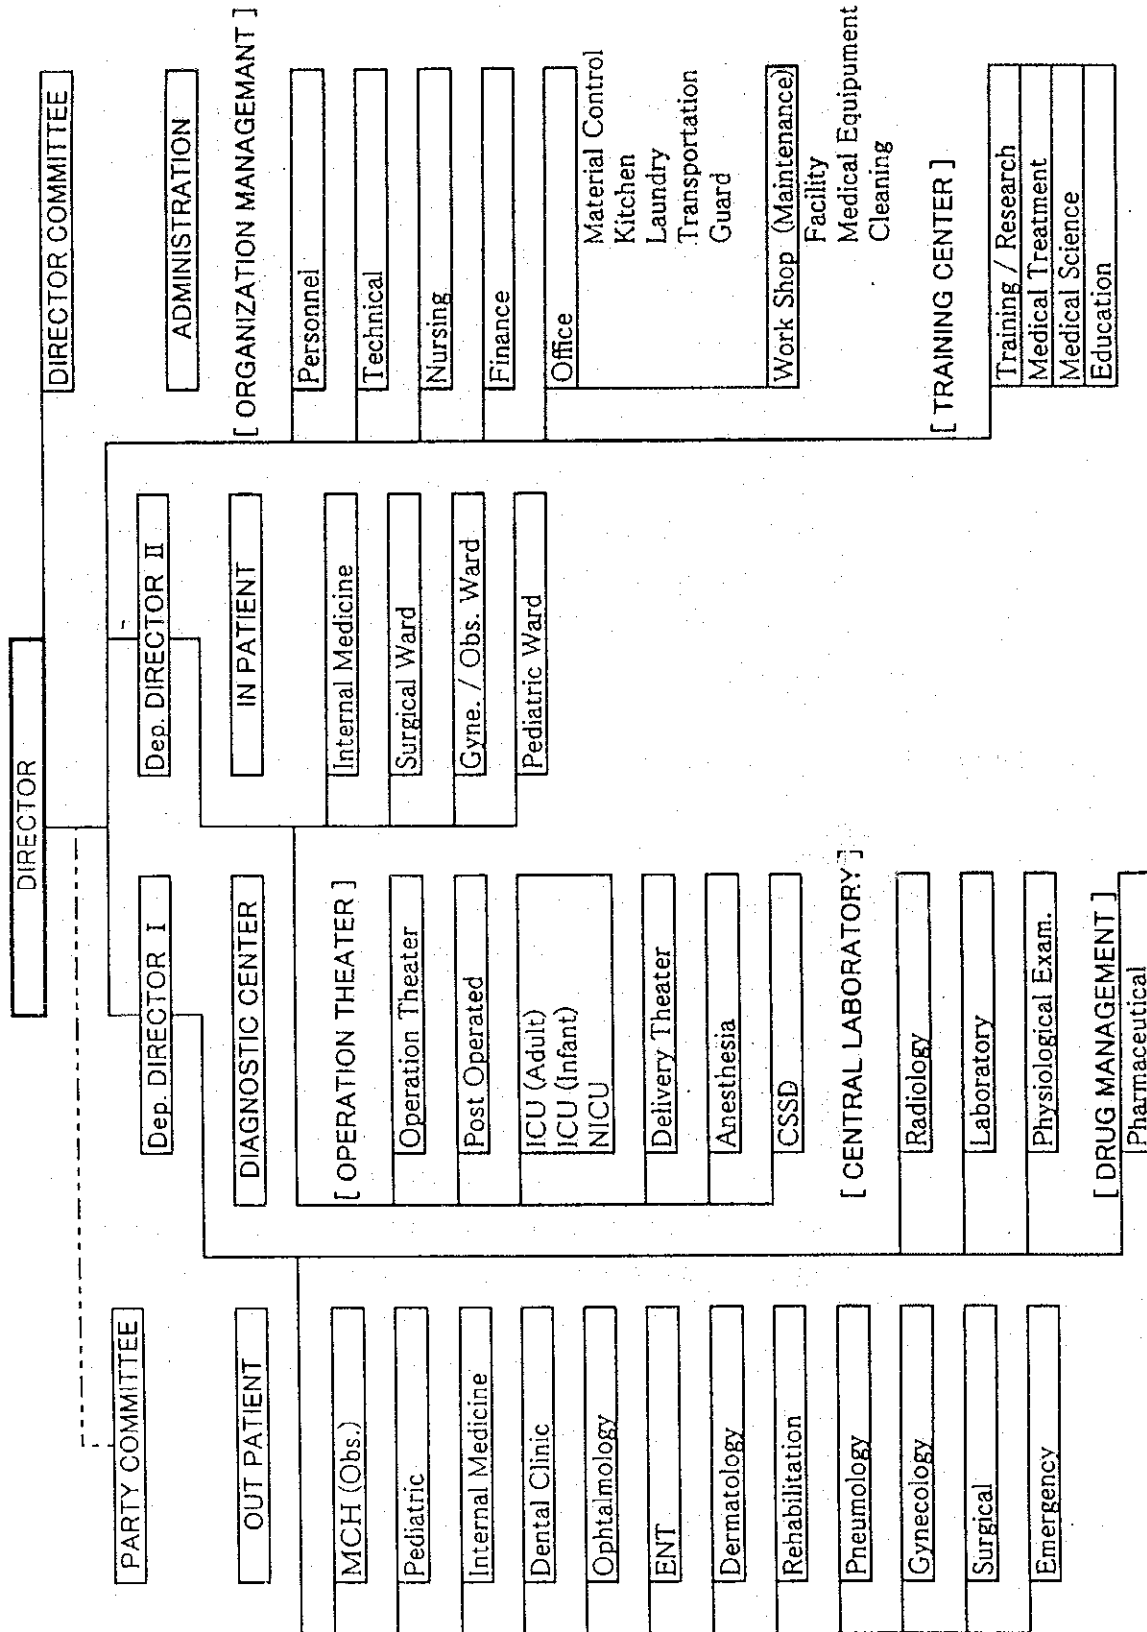 DIRECTOR
DIRECTOR COMMITTEE
PARTY COMMITTEE
Dep. DIRECTOR I
Dep. DIRECTOR II
ADMINISTRATION
OUT PATIENT
DIAGNOSTIC CENTER
IN PATIENT
[ ORGANIZATION MANAGEMANT ]
MCH (Obs.)
Pediatric
Internal Medicine
Dental Clinic
Ophtalmology
ENT
Dermatology
Rehabilitation
Pneumology
Gynecology
Surgical
Emergency
[ OPERATION THEATER ]
Operation Theater
Post Operated
ICU (Adult)
ICU (Infant)
NICU
Delivery Theater
Anesthesia
CSSD
[ CENTRAL LABORATORY ]
Radiology
Laboratory
Physiological Exam.
[ DRUG MANAGEMENT ]
Pharmaceutical
Internal Medicine
Surgical Ward
Gyne. / Obs. Ward
Pediatric Ward
Personnel
Technical
Nursing
Finance
Office
Material Control
Kitchen
Laundry
Transportation
Guard
Work Shop (Maintenance)
Facility
Medical Equipument
Cleaning
[ TRAINING CENTER ]
Training / Research
Medical Treatment
Medical Science
Education